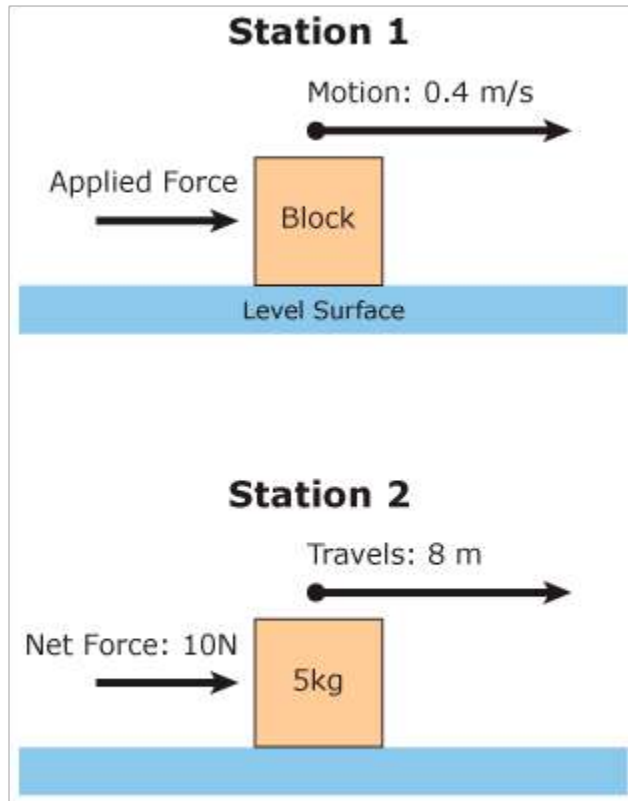 Station 1
Motion: 0.4 m/s
Applied Force
Block
Level Surface
Station 2
Travels: 8 m
Net Force: 10N
5kg